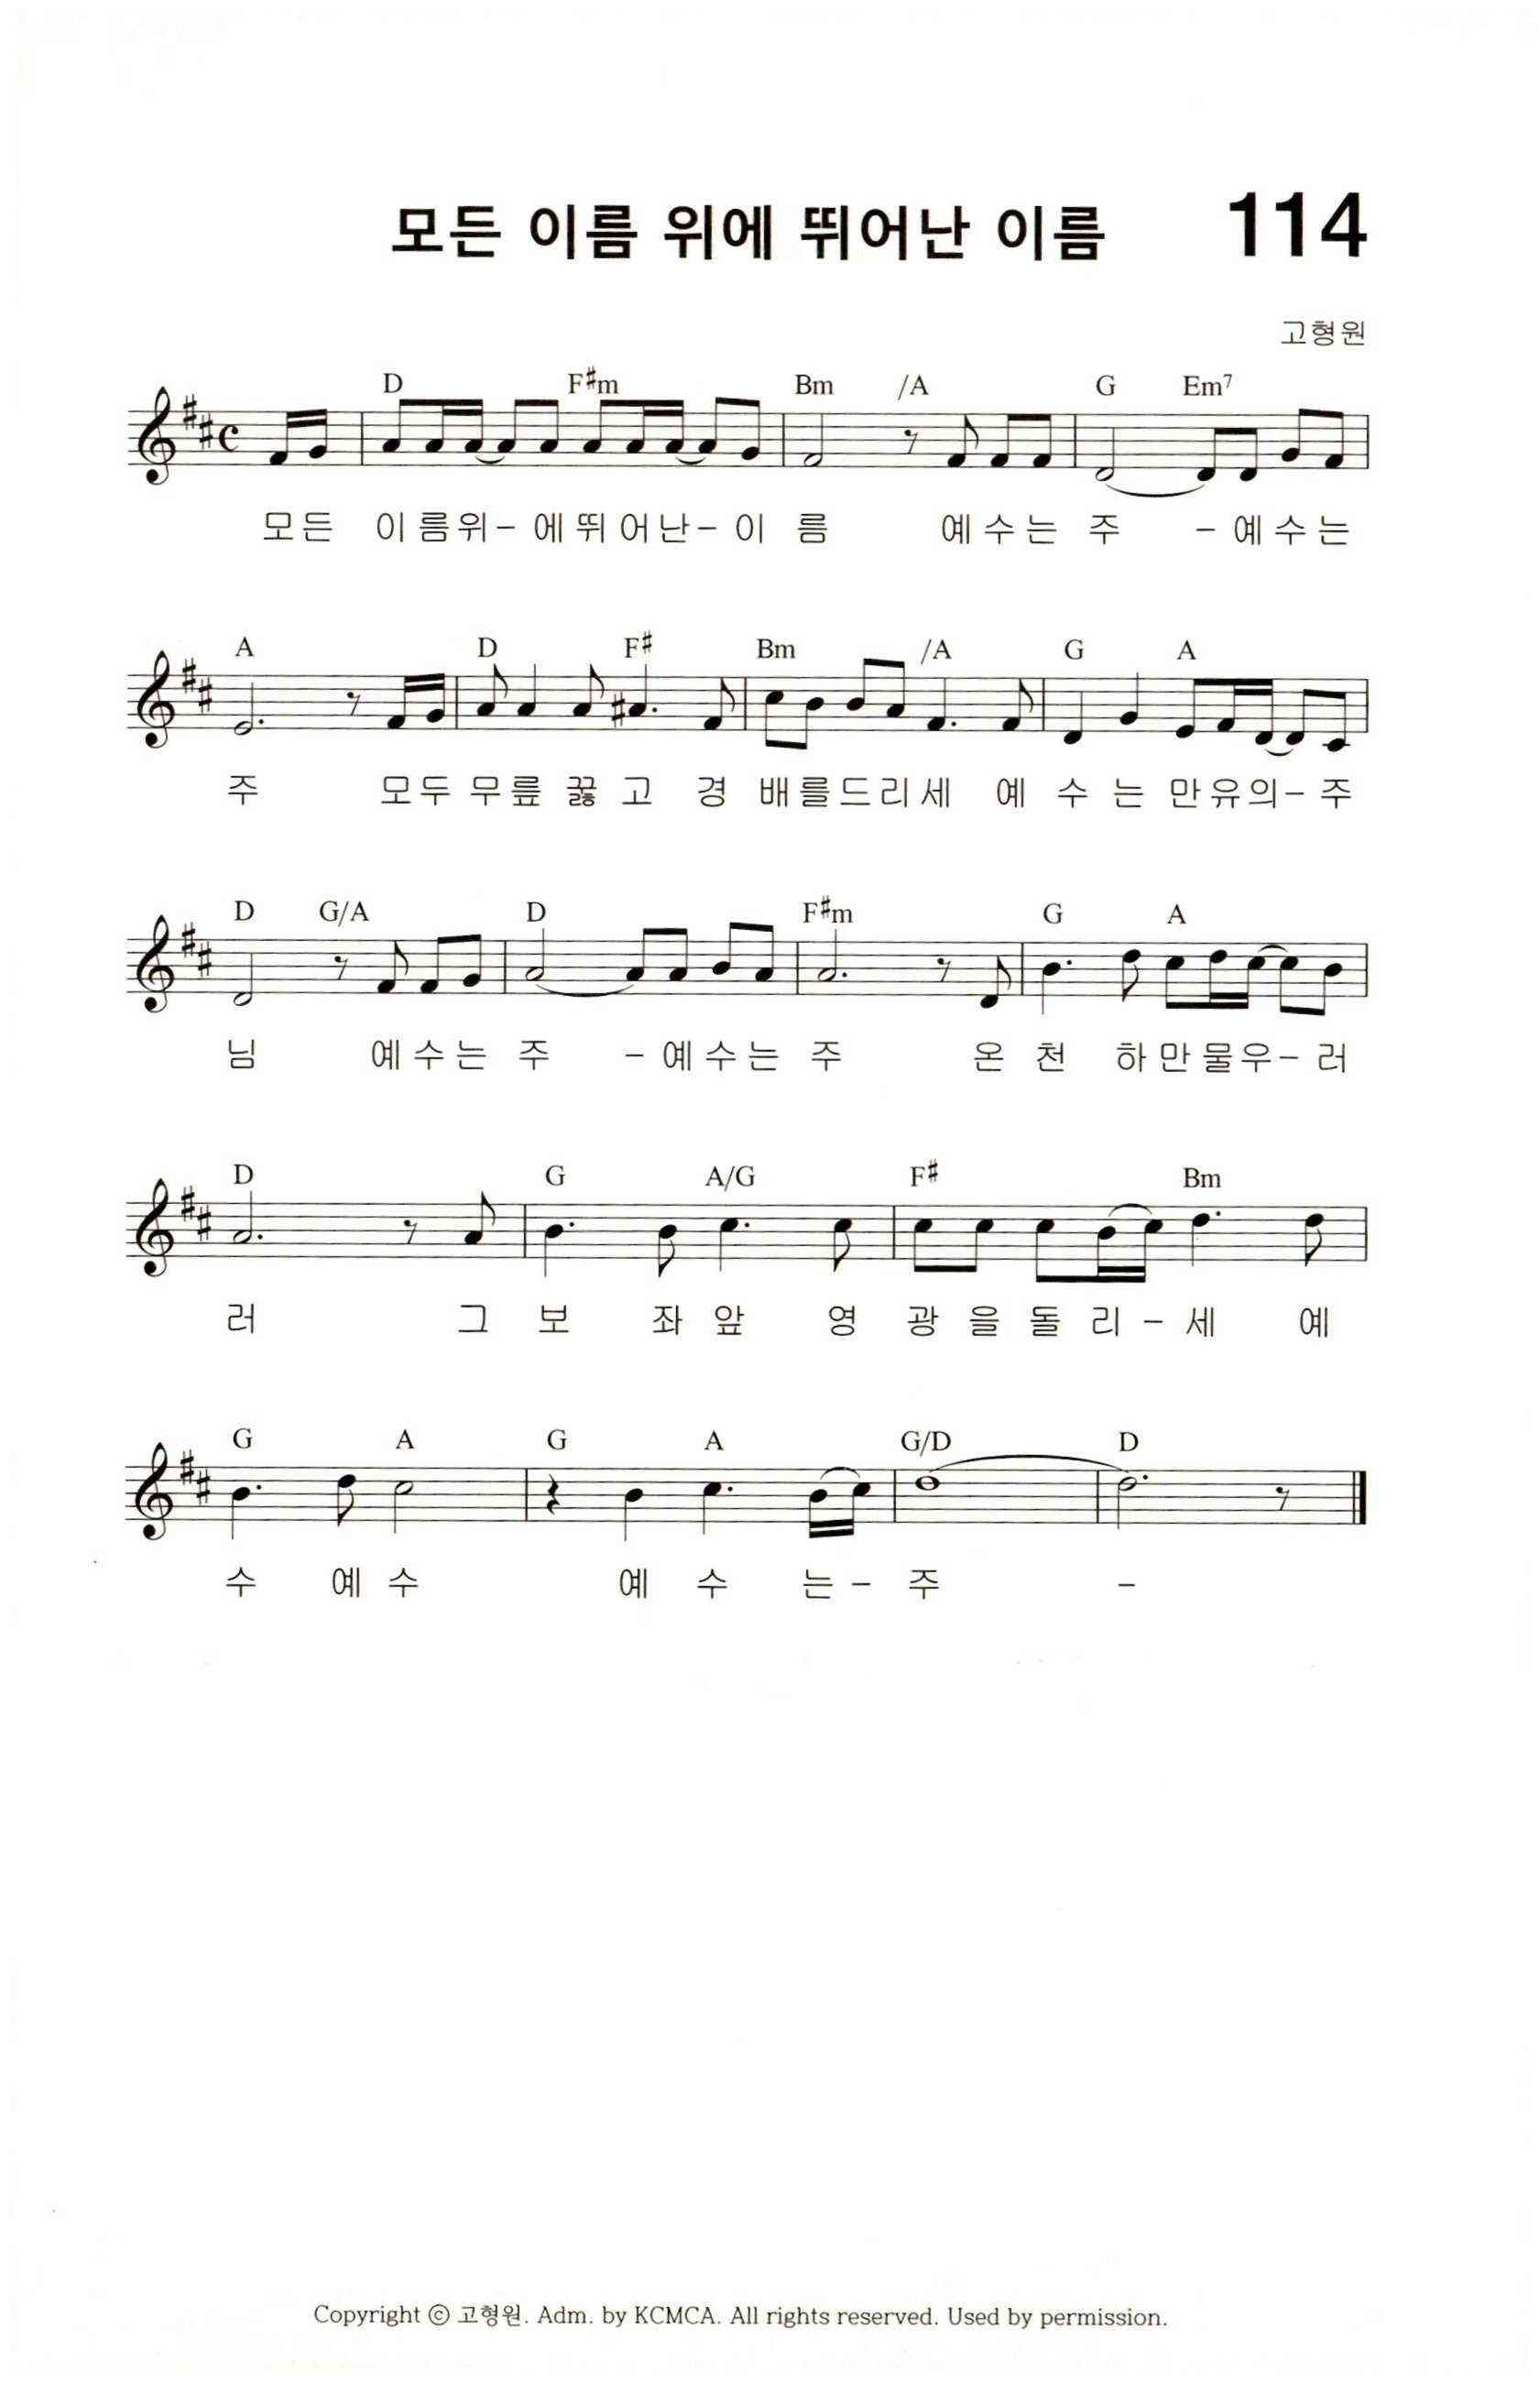 모든 이름 위에 뛰어난 이름 114
고형원
D F#m Bm /A G Em7
모든 이름위-에뛰어난-이 름 예수는 주 -예수는
A D F# Bm /A G A
주 모두 무릎 꿇 고 경 배를드리세 예 수 는 만유의-주
D G/A D F#m G A
님 예수는 주 -예수는 주 온 천 하만물우-러
D G A/G F# Bm
러 그 보 좌 앞 영 광 을 돌 리-세 예
G A G A G/D D
수 예 수 예 수 는- 주 -
Copyright ⓒ 고형원. Adm. by KCMCA. All rights reserved. Used by permission.